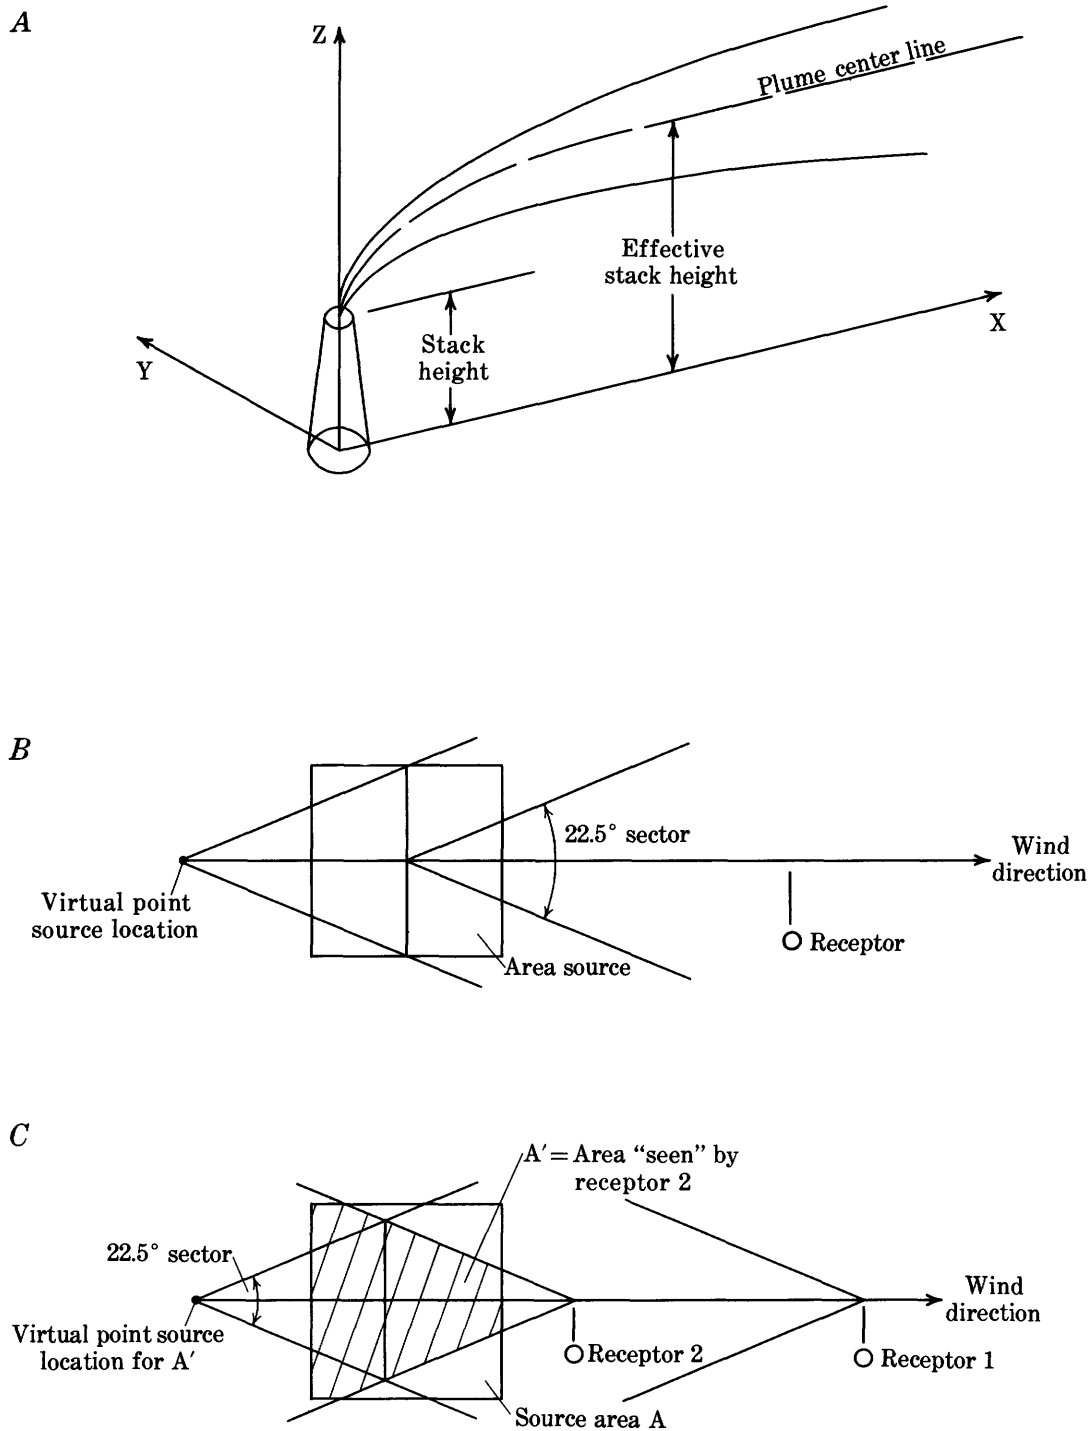 A
Z
Plume center line
Effective
stack height
X
Stack
height
Y
B
22.5° sector
Wind
direction
Virtual point
source location
Receptor
Area source
C
A′ = Area “seen” by
receptor 2
22.5° sector
Wind
direction
Virtual point source
location for A′
Receptor 2
Receptor 1
Source area A